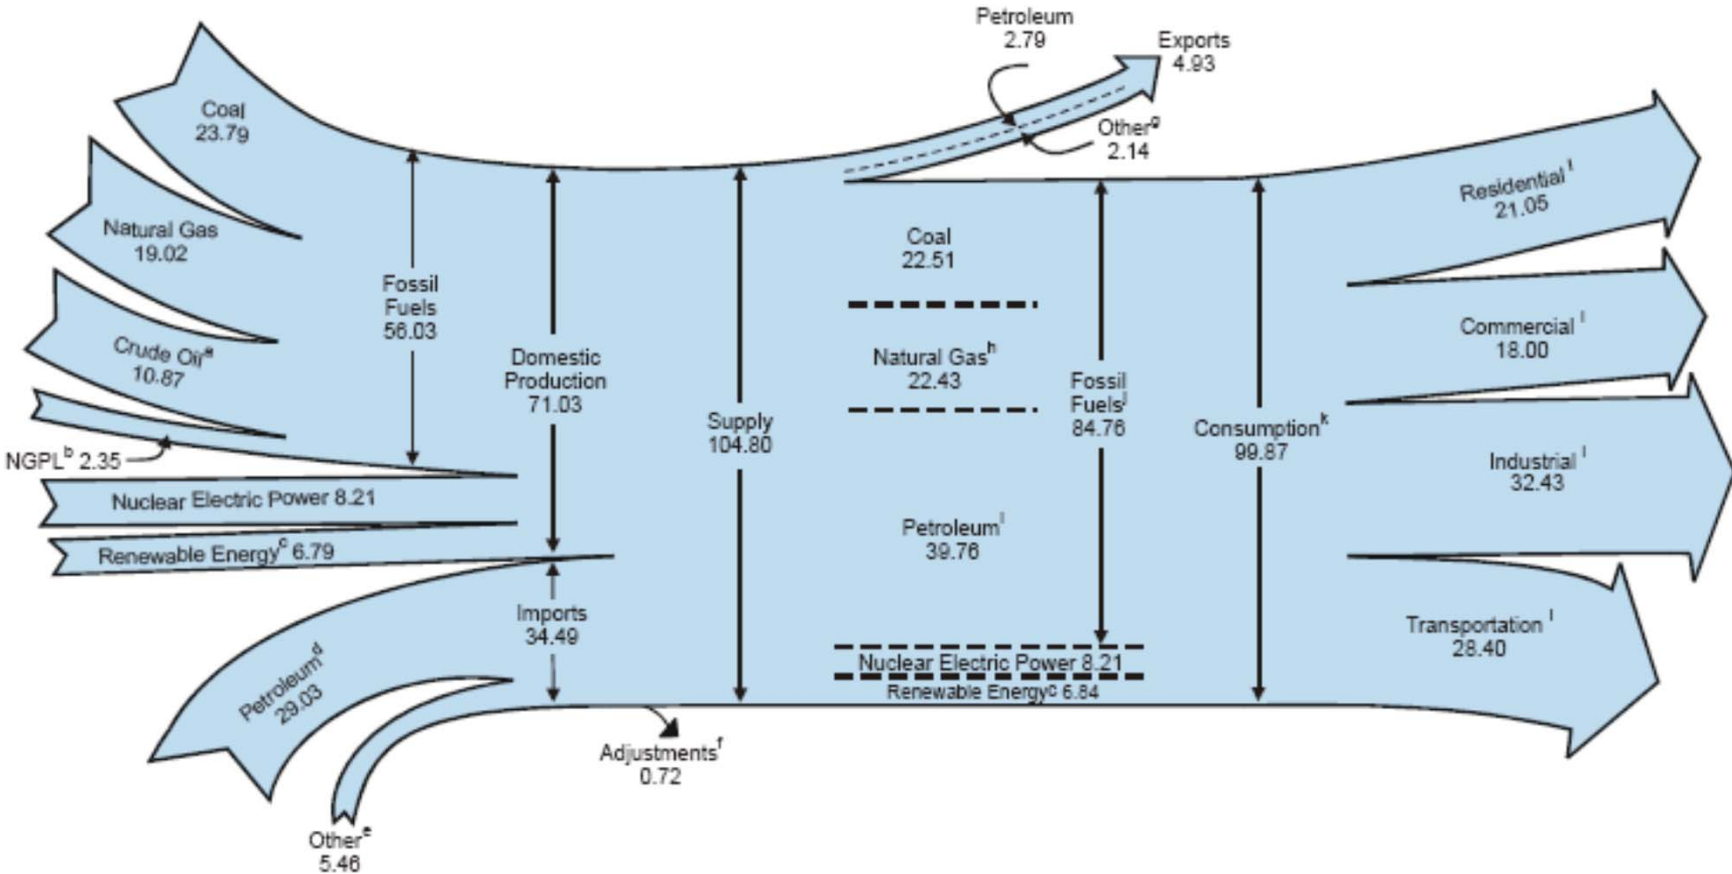 Petroleum
2.79
Exports
4.93
Other^g
2.14
Coal
23.79
Natural Gas
19.02
Crude Oil^a
10.87
NGPL^b 2.35
Nuclear Electric Power 8.21
Renewable Energy^c 6.79
Petroleum^d
29.03
Other^e
5.46
Fossil
Fuels
56.03
Domestic
Production
71.03
Imports
34.49
Adjustments^f
0.72
Supply
104.80
Coal
22.51
Natural Gas^h
22.43
Petroleum^i
39.76
Nuclear Electric Power 8.21
Renewable Energy^c 6.84
Fossil
Fuels^j
84.76
Consumption^k
99.87
Residential^l
21.05
Commercial^l
18.00
Industrial^l
32.43
Transportation^l
28.40